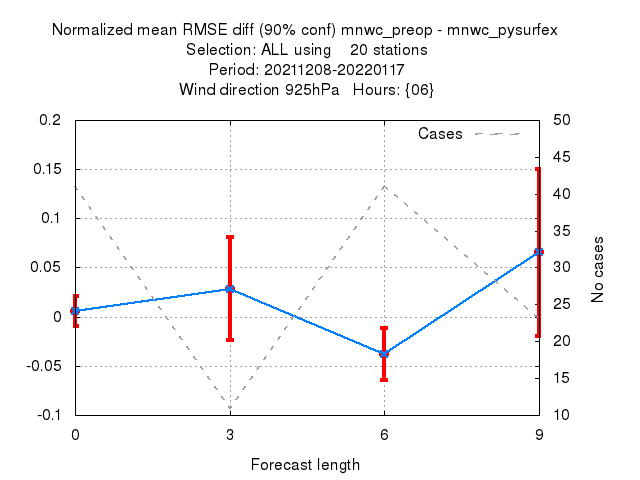 Normalized mean RMSE diff (90% conf) mnwc_preop - mnwc_pysurfex
Selection: ALL using    20 stations
Period: 20211208-20220117
Wind direction 925hPa   Hours: {06}
Cases
0.2
0.15
0.1
0.05
0
-0.05
-0.1
50
45
40
35
30
25
20
15
10
No cases
0 3 6 9
Forecast length